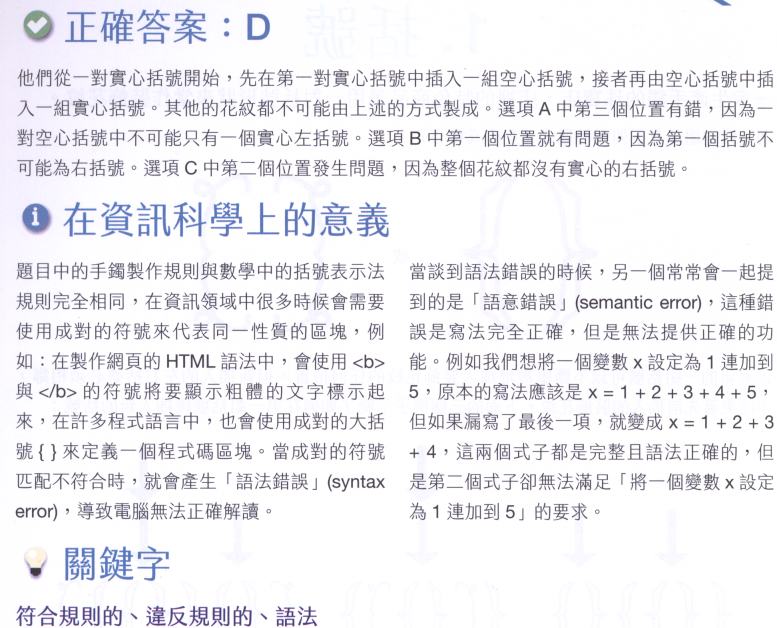 正確答案：D
他們從一對實心括號開始，先在第一對實心括號中插入一組空心括號，接者再由空心括號中插
入一組實心括號。其他的花紋都不可能由上述的方式製成。選項 A 中第三個位置有錯，因為一
對空心括號中不可能只有一個實心左括號。選項 B 中第一個位置就有問題，因為第一個括號不
可能為右括號。選項 C 中第二個位置發生問題，因為整個花紋都沒有實心的右括號。
在資訊科學上的意義
題目中的手鐲製作規則與數學中的括號表示法
規則完全相同，在資訊領域中很多時候會需要
使用成對的符號來代表同一性質的區塊，例
如：在製作網頁的 HTML 語法中，會使用 <b>
與 </b> 的符號將要顯示粗體的文字標示起
來，在許多程式語言中，也會使用成對的大括
號 { } 來定義一個程式碼區塊。當成對的符號
匹配不符合時，就會產生「語法錯誤」(syntax
error)，導致電腦無法正確解讀。
當談到語法錯誤的時候，另一個常常會一起提
到的是「語意錯誤」(semantic error)，這種錯
誤是寫法完全正確，但是無法提供正確的功
能。例如我們想將一個變數 x 設定為 1 連加到
5，原本的寫法應該是 x = 1 + 2 + 3 + 4 + 5，
但如果漏寫了最後一項，就變成 x = 1 + 2 + 3
+ 4，這兩個式子都是完整且語法正確的，但
是第二個式子卻無法滿足「將一個變數 x 設定
為 1 連加到 5」的要求。
關鍵字
符合規則的、違反規則的、語法